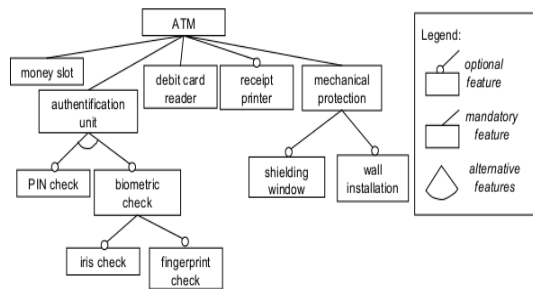 ATM
money slot
authentification
unit
debit card
reader
receipt
printer
mechanical
protection
PIN check
biometric
check
shielding
window
wall
installation
iris check
fingerprint
check
Legend:
optional
feature
mandatory
feature
alternative
features